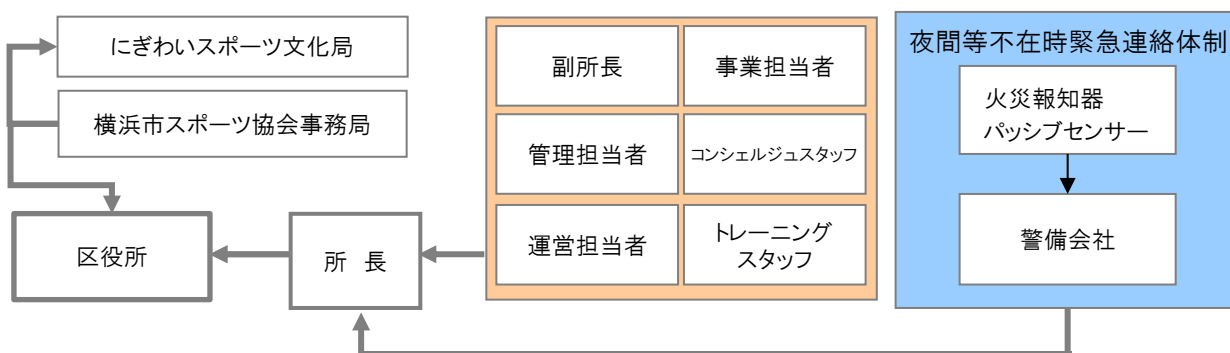 にぎわいスポーツ文化局
横浜市スポーツ協会事務局
区役所
所 長
副所長
事業担当者
管理担当者
コンシェルジュスタッフ
運営担当者
トレーニング
スタッフ
夜間等不在時緊急連絡体制
火災報知器
パッシブセンサー
警備会社